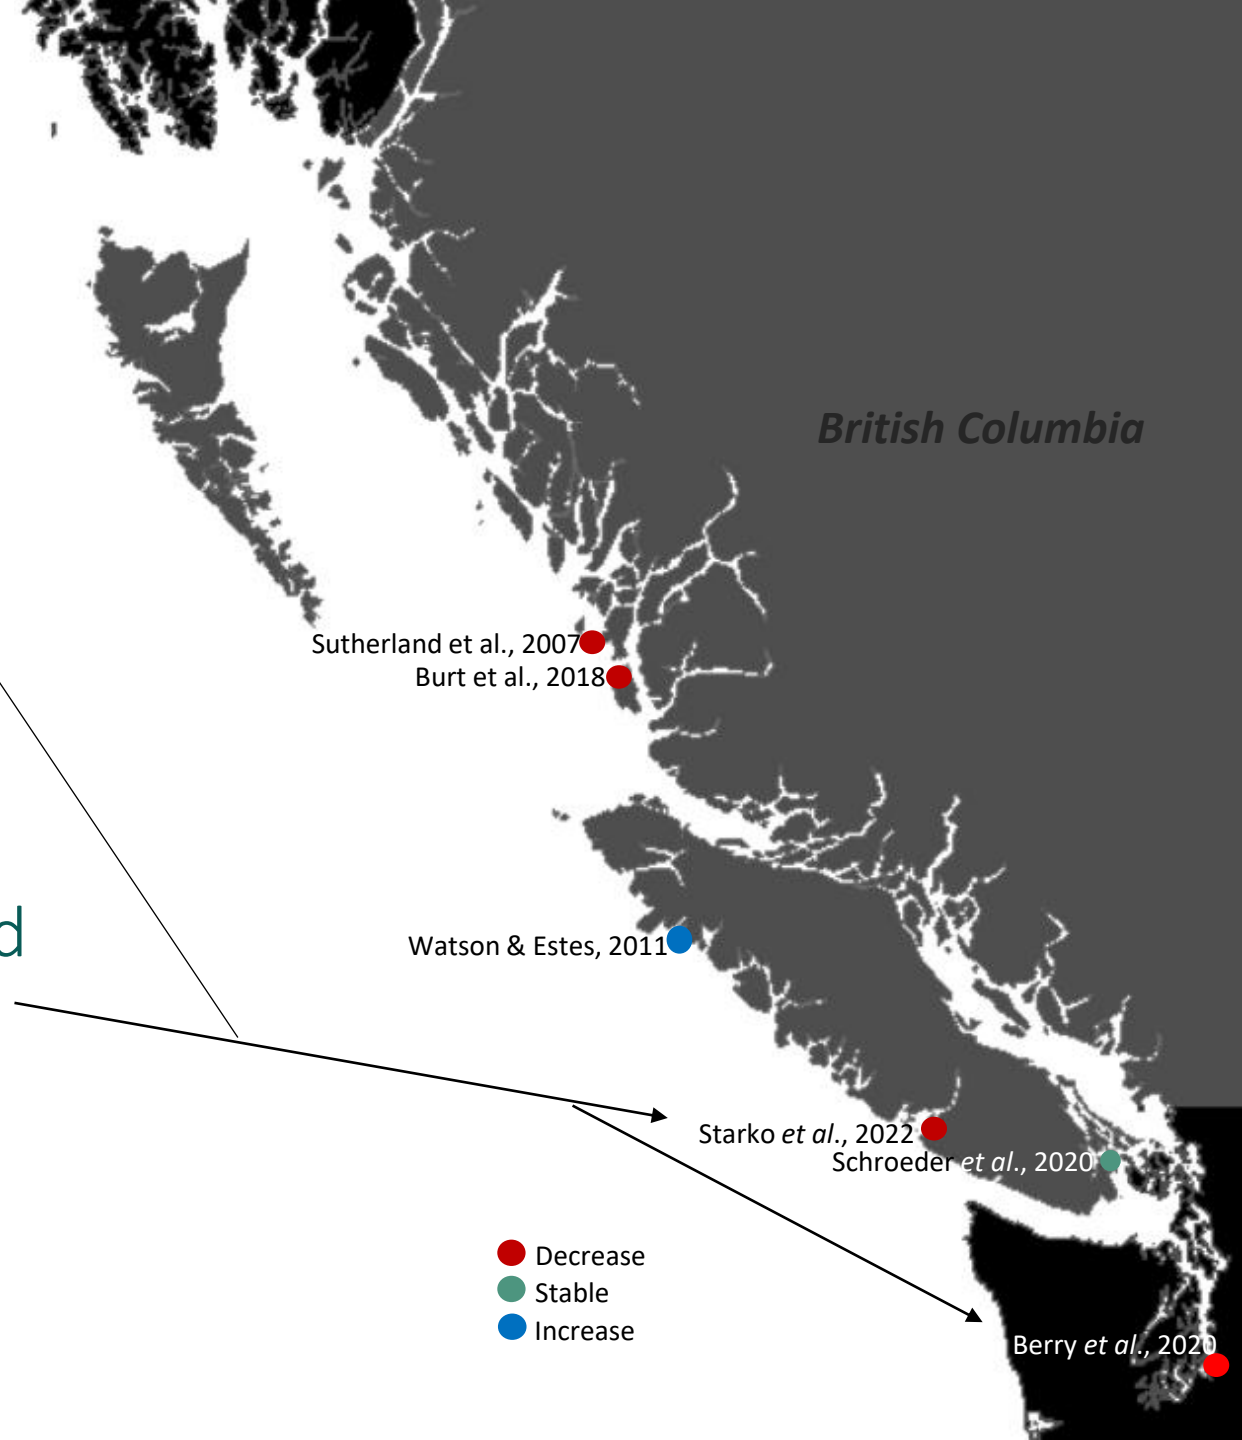 British Columbia
Sutherland et al., 2007
Burt et al., 2018
d
Watson & Estes, 2011
Starko et al., 2022
Schroeder et al., 2020
Decrease
Stable
Increase
Berry et al., 2020